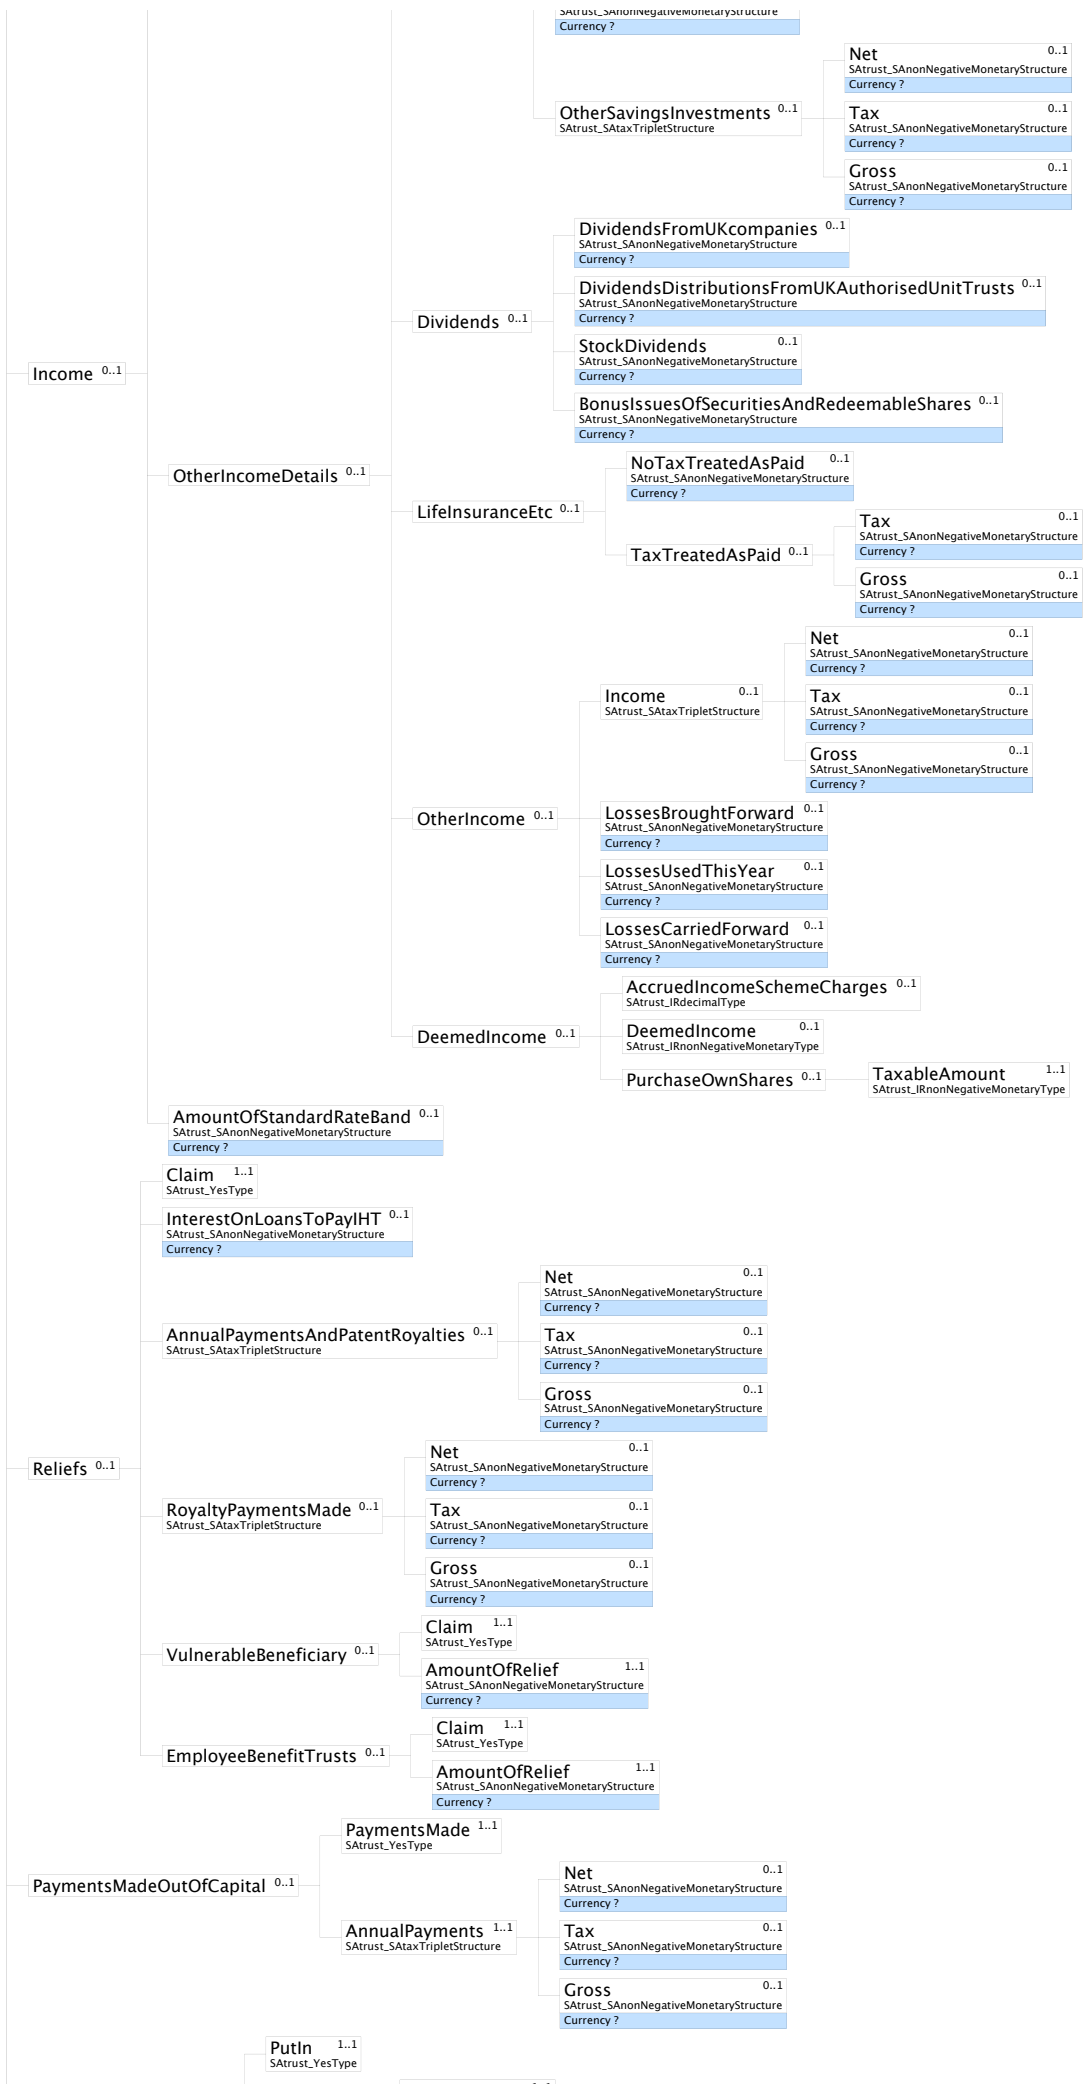 SAtrust_SAnonNegativeMonetaryStructure
Currency ?
Net 0..1
SAtrust_SAnonNegativeMonetaryStructure
Currency ?
OtherSavingsInvestments 0..1
SAtrust_SAtaxTripletStructure
Tax 0..1
SAtrust_SAnonNegativeMonetaryStructure
Currency ?
Gross 0..1
SAtrust_SAnonNegativeMonetaryStructure
Currency ?
DividendsFromUKcompanies 0..1
SAtrust_SAnonNegativeMonetaryStructure
Currency ?
DividendsDistributionsFromUKAuthorisedUnitTrusts 0..1
SAtrust_SAnonNegativeMonetaryStructure
Currency ?
Dividends 0..1
StockDividends 0..1
SAtrust_SAnonNegativeMonetaryStructure
Currency ?
Income 0..1
BonusIssuesOfSecuritiesAndRedeemableShares 0..1
SAtrust_SAnonNegativeMonetaryStructure
Currency ?
OtherIncomeDetails 0..1
NoTaxTreatedAsPaid 0..1
SAtrust_SAnonNegativeMonetaryStructure
Currency ?
LifeInsuranceEtc 0..1
Tax 0..1
SAtrust_SAnonNegativeMonetaryStructure
Currency ?
TaxTreatedAsPaid 0..1
Gross 0..1
SAtrust_SAnonNegativeMonetaryStructure
Currency ?
Net 0..1
SAtrust_SAnonNegativeMonetaryStructure
Currency ?
Income 0..1
SAtrust_SAtaxTripletStructure
Tax 0..1
SAtrust_SAnonNegativeMonetaryStructure
Currency ?
Gross 0..1
SAtrust_SAnonNegativeMonetaryStructure
Currency ?
OtherIncome 0..1
LossesBroughtForward 0..1
SAtrust_SAnonNegativeMonetaryStructure
Currency ?
LossesUsedThisYear 0..1
SAtrust_SAnonNegativeMonetaryStructure
Currency ?
LossesCarriedForward 0..1
SAtrust_SAnonNegativeMonetaryStructure
Currency ?
AccruedIncomeSchemeCharges 0..1
SAtrust_IRdecimalType
DeemedIncome 0..1
DeemedIncome 0..1
SAtrust_IRnonNegativeMonetaryType
PurchaseOwnShares 0..1
TaxableAmount 1..1
SAtrust_IRnonNegativeMonetaryType
AmountOfStandardRateBand 0..1
SAtrust_SAnonNegativeMonetaryStructure
Currency ?
Claim 1..1
SAtrust_YesType
InterestOnLoansToPayIHT 0..1
SAtrust_SAnonNegativeMonetaryStructure
Currency ?
Net 0..1
SAtrust_SAnonNegativeMonetaryStructure
Currency ?
AnnualPaymentsAndPatentRoyalties 0..1
SAtrust_SAtaxTripletStructure
Tax 0..1
SAtrust_SAnonNegativeMonetaryStructure
Currency ?
Gross 0..1
SAtrust_SAnonNegativeMonetaryStructure
Currency ?
Reliefs 0..1
Net 0..1
SAtrust_SAnonNegativeMonetaryStructure
Currency ?
RoyaltyPaymentsMade 0..1
SAtrust_SAtaxTripletStructure
Tax 0..1
SAtrust_SAnonNegativeMonetaryStructure
Currency ?
Gross 0..1
SAtrust_SAnonNegativeMonetaryStructure
Currency ?
VulnerableBeneficiary 0..1
Claim 1..1
SAtrust_YesType
AmountOfRelief 1..1
SAtrust_SAnonNegativeMonetaryStructure
Currency ?
EmployeeBenefitTrusts 0..1
Claim 1..1
SAtrust_YesType
AmountOfRelief 1..1
SAtrust_SAnonNegativeMonetaryStructure
Currency ?
PaymentsMadeOutOfCapital 0..1
PaymentsMade 1..1
SAtrust_YesType
AnnualPayments 1..1
SAtrust_SAtaxTripletStructure
Net 0..1
SAtrust_SAnonNegativeMonetaryStructure
Currency ?
Tax 0..1
SAtrust_SAnonNegativeMonetaryStructure
Currency ?
Gross 0..1
SAtrust_SAnonNegativeMonetaryStructure
Currency ?
PutIn 1..1
SAtrust_YesType